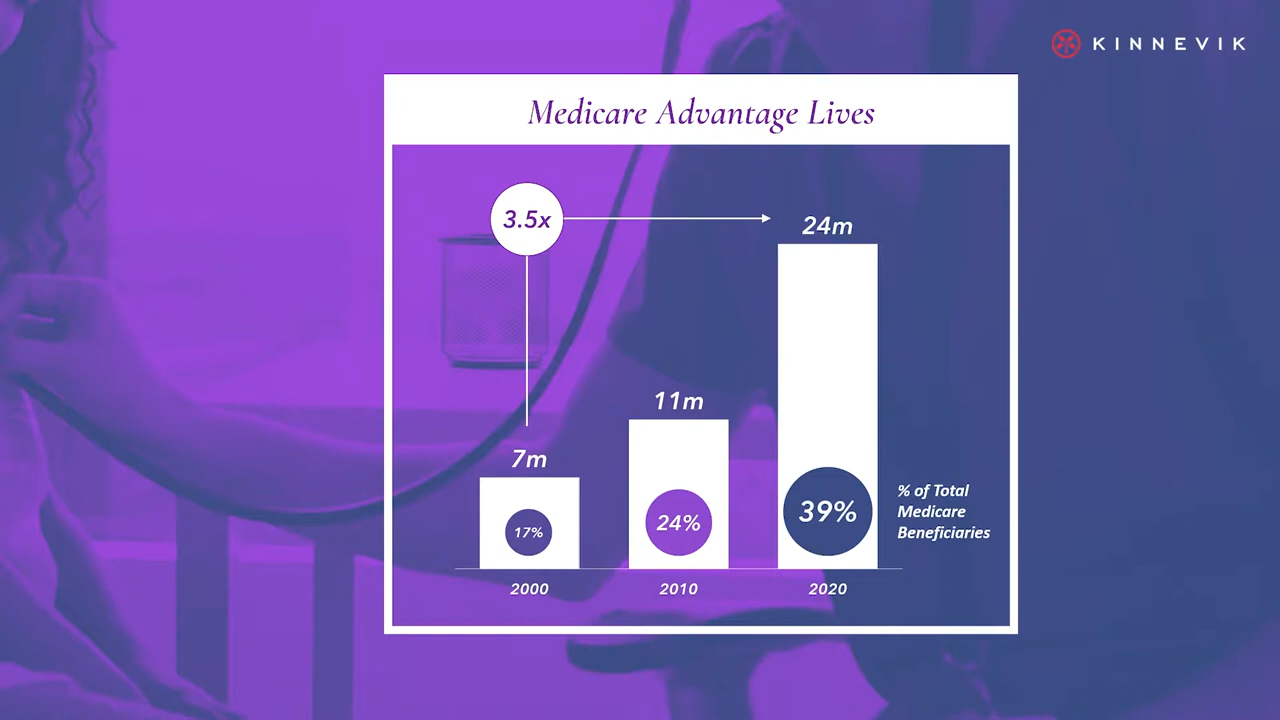 KINNEVIK
Medicare Advantage Lives
3.5x
24m
11m
7m
39%
24%
17%
% of Total
Medicare
Beneficiaries
2000
2010
2020